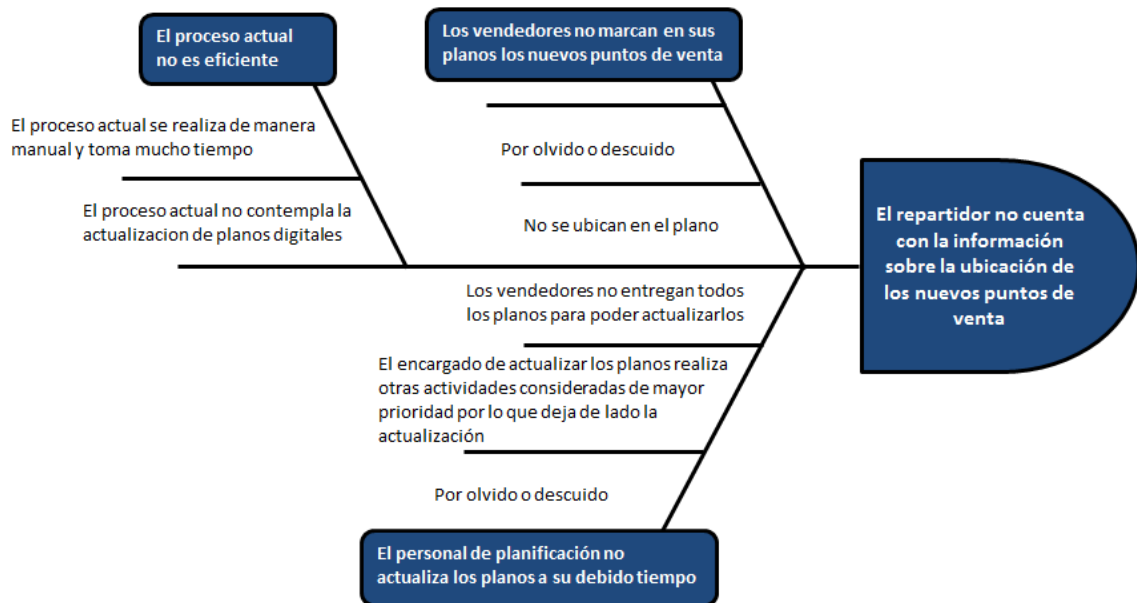 El proceso actual
no es eficiente
Los vendedores no marcan en sus
planos los nuevos puntos de venta
El proceso actual se realiza de manera
manual y toma mucho tiempo
Por olvido o descuido
El proceso actual no contempla la
actualizacion de planos digitales
No se ubican en el plano
El repartidor no cuenta
con la información
sobre la ubicación de
los nuevos puntos de
venta
Los vendedores no entregan todos
los planos para poder actualizarlos
El encargado de actualizar los planos realiza
otras actividades consideradas de mayor
prioridad por lo que deja de lado la
actualización
Por olvido o descuido
El personal de planificación no
actualiza los planos a su debido tiempo